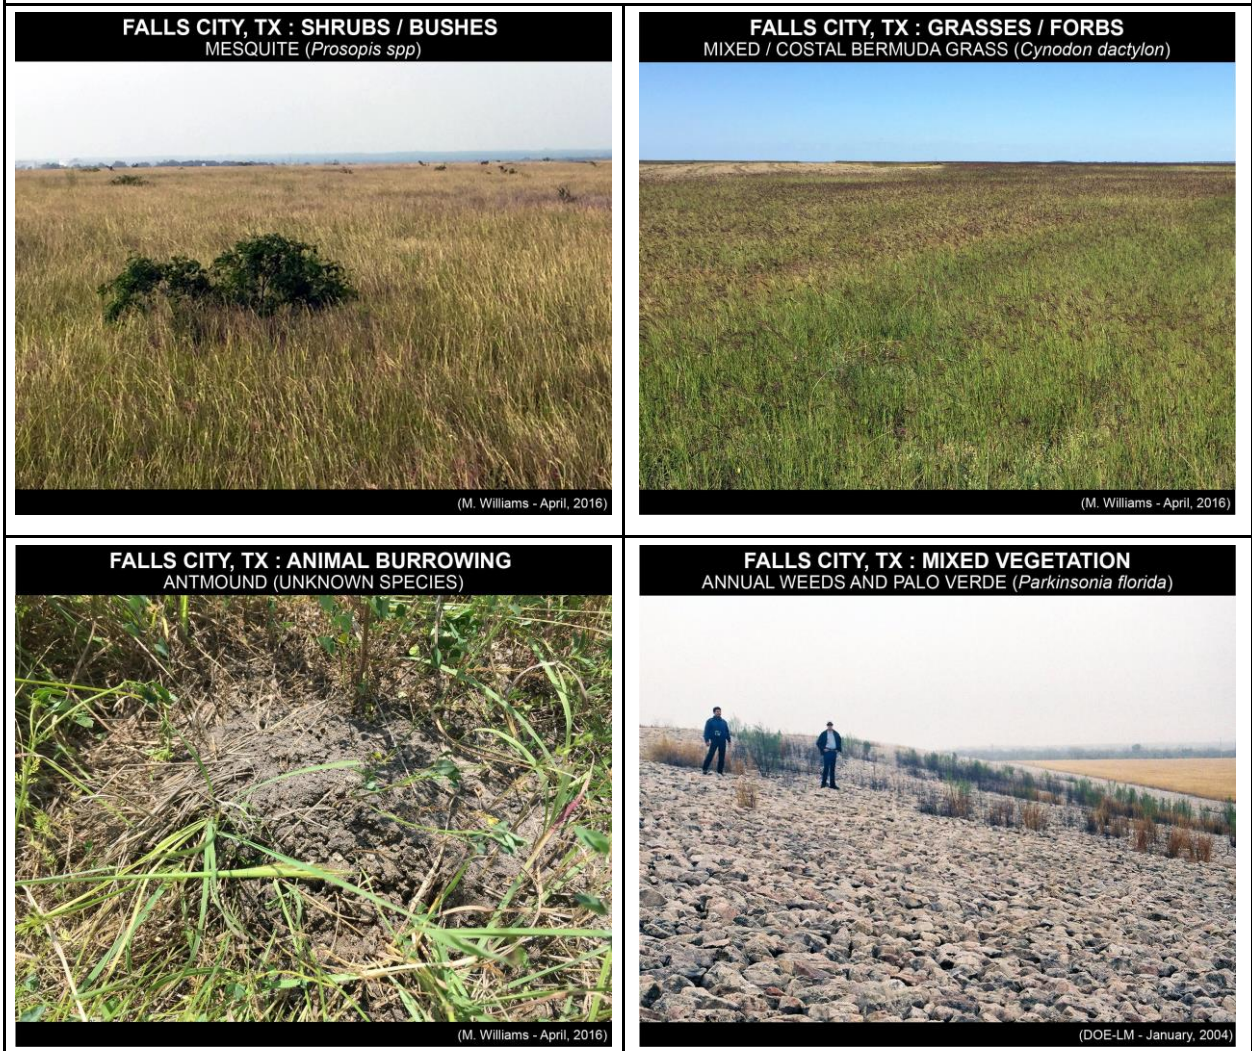 FALLS CITY, TX : SHRUBS / BUSHES
MESQUITE (Prosopis spp)
(M. Williams - April, 2016)
FALLS CITY, TX : GRASSES / FORBS
MIXED / COSTAL BERMUDA GRASS (Cynodon dactylon)
(M. Williams - April, 2016)
FALLS CITY, TX : ANIMAL BURROWING
ANTMOUND (UNKNOWN SPECIES)
(M. Williams - April, 2016)
FALLS CITY, TX : MIXED VEGETATION
ANNUAL WEEDS AND PALO VERDE (Parkinsonia florida)
(DOE-LM - January, 2004)